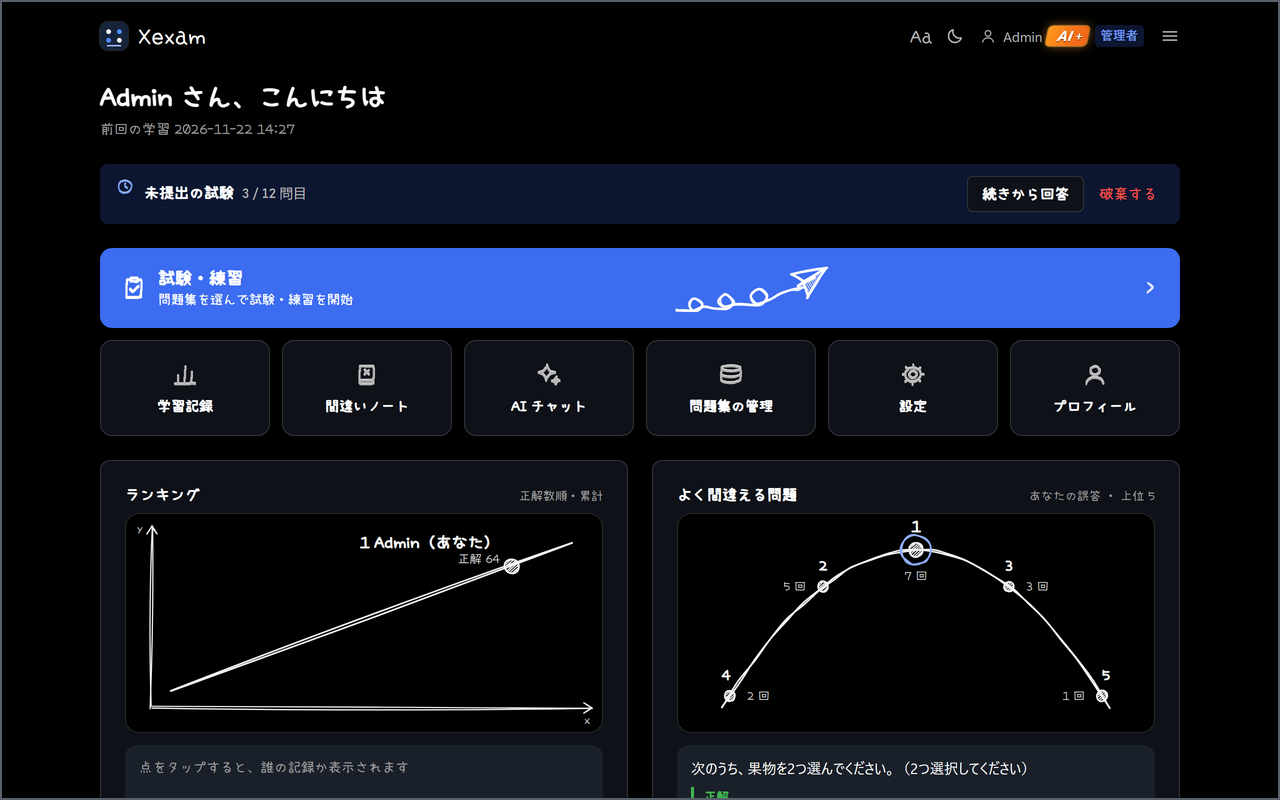 Xexam
Aa Admin AI+ 管理者
Admin さん、こんにちは
前回の学習 2026-11-22 14:27
未提出の試験 3 / 12 問目 続きから回答 破棄する
試験・練習
問題集を選んで試験・練習を開始
学習記録 間違いノート AI チャット 問題集の管理 設定 プロフィール
ランキング 正解数順・累計
y
1 Admin（あなた）
正解 64
x
点をタップすると、誰の記録か表示されます
よく間違える問題 あなたの誤答 ・ 上位 5
1
7 回
2
5 回
3
3 回
4
2 回
5
1 回
次のうち、果物を2つ選んでください。（2つ選択してください）
正解